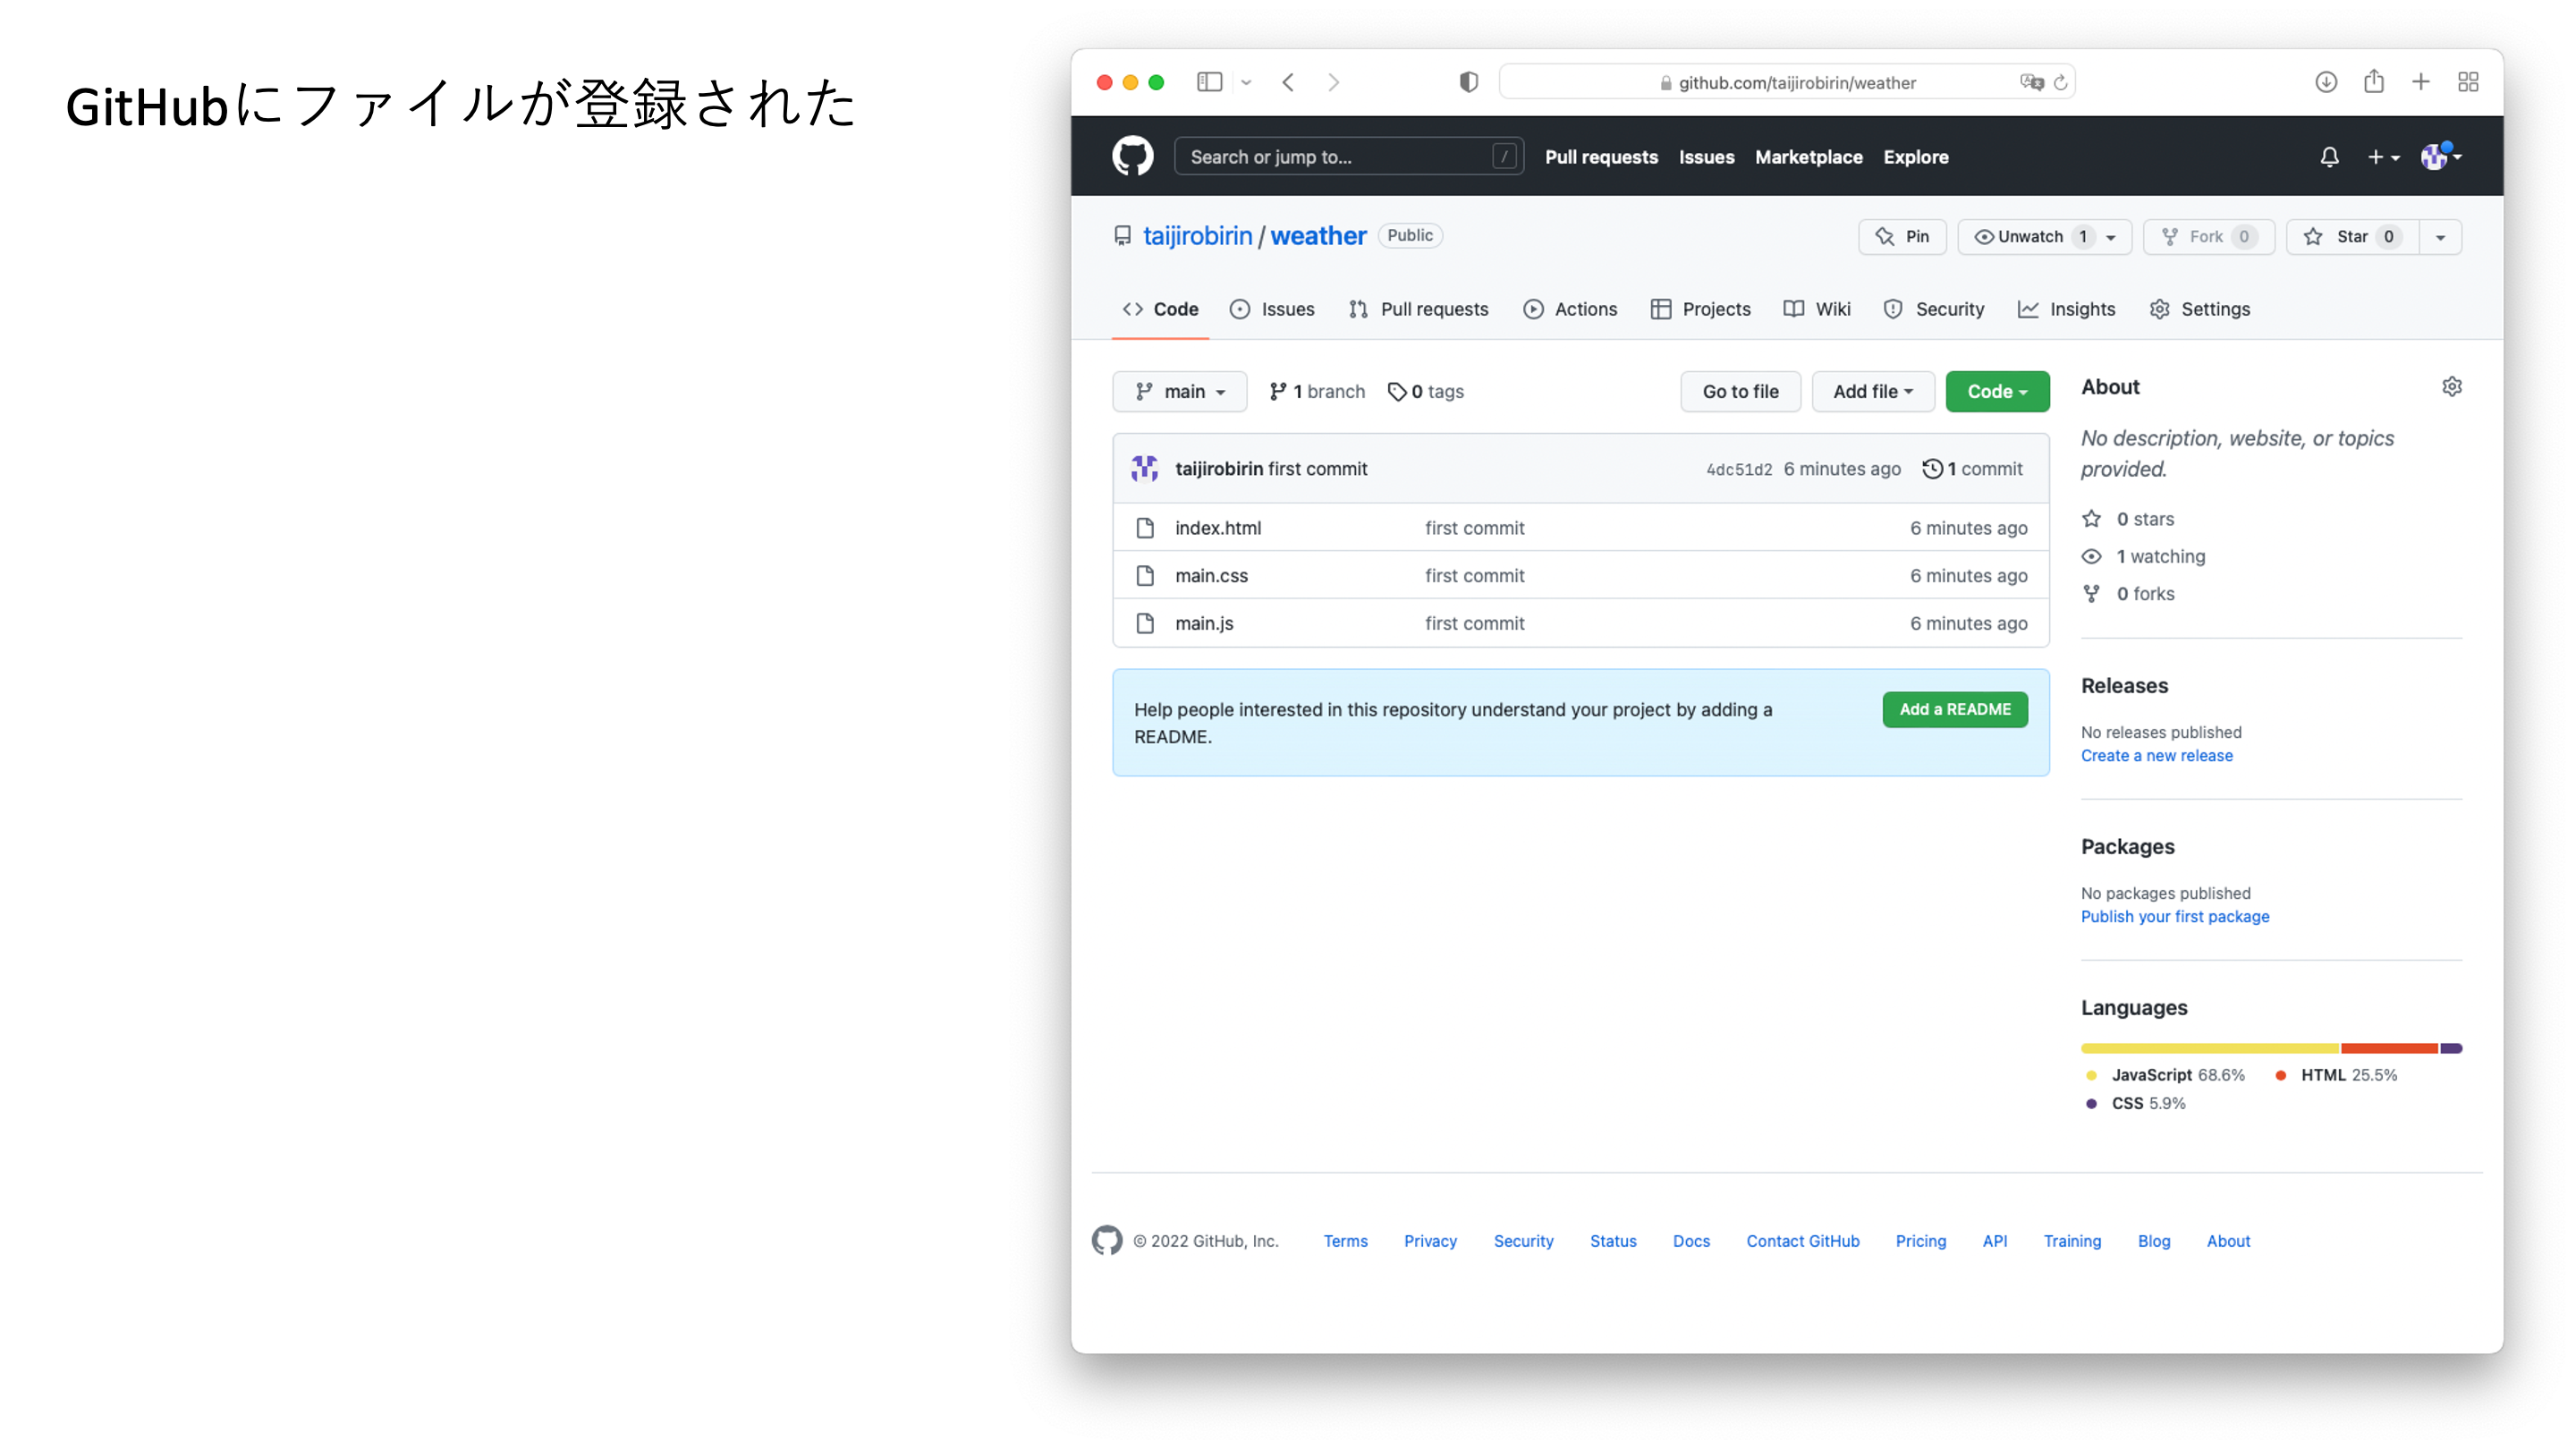 GitHubにファイルが登録された
github.com/taijirobirin/weather
Search or jump to... /
Pull requests Issues Marketplace Explore
taijirobirin / weather Public
Pin Unwatch 1 Fork 0 Star 0
Code Issues Pull requests Actions Projects Wiki Security Insights Settings
main 1 branch 0 tags Go to file Add file Code
taijirobirin first commit 4dc51d2 6 minutes ago 1 commit
index.html first commit 6 minutes ago
main.css first commit 6 minutes ago
main.js first commit 6 minutes ago
Help people interested in this repository understand your project by adding a
README.
Add a README
About
No description, website, or topics
provided.
0 stars
1 watching
0 forks
Releases
No releases published
Create a new release
Packages
No packages published
Publish your first package
Languages
JavaScript 68.6% HTML 25.5%
CSS 5.9%
© 2022 GitHub, Inc. Terms Privacy Security Status Docs Contact GitHub Pricing API Training Blog About